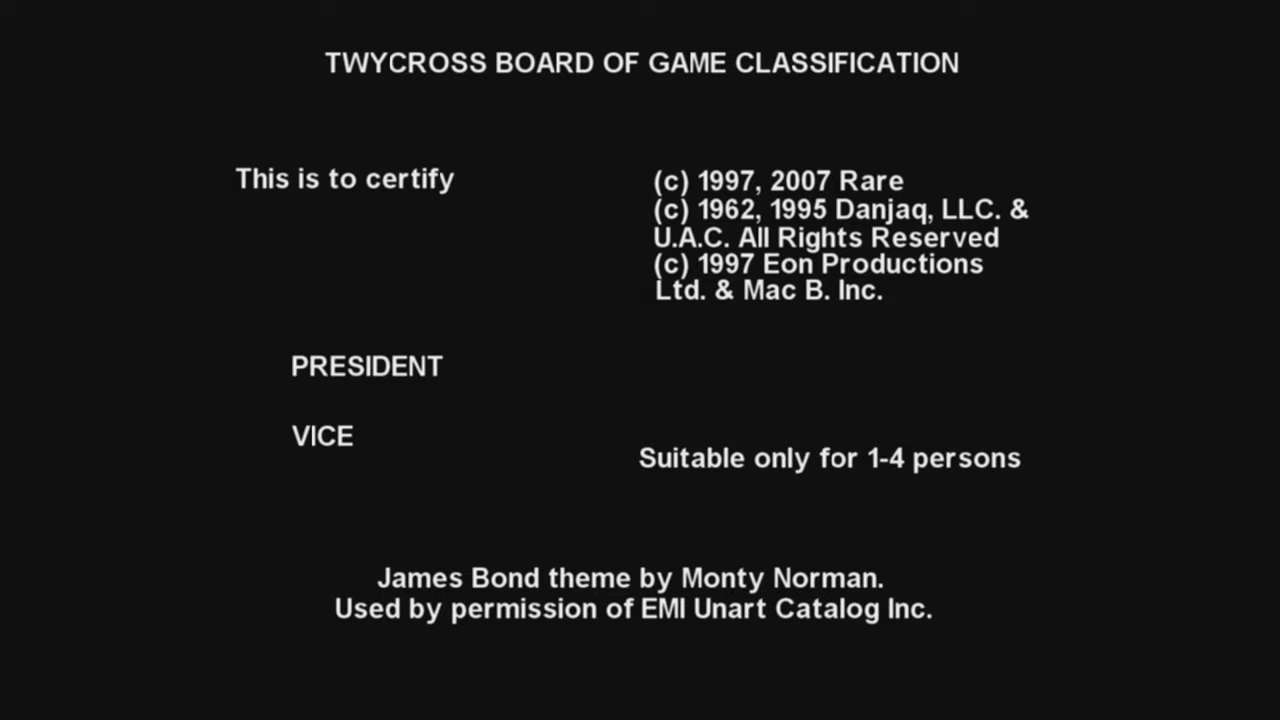 TWYCROSS BOARD OF GAME CLASSIFICATION
This is to certify
(c) 1997, 2007 Rare
(c) 1962, 1995 Danjaq, LLC. &
U.A.C. All Rights Reserved
(c) 1997 Eon Productions
Ltd. & Mac B. Inc.
PRESIDENT
VICE
Suitable only for 1-4 persons
James Bond theme by Monty Norman.
Used by permission of EMI Unart Catalog Inc.